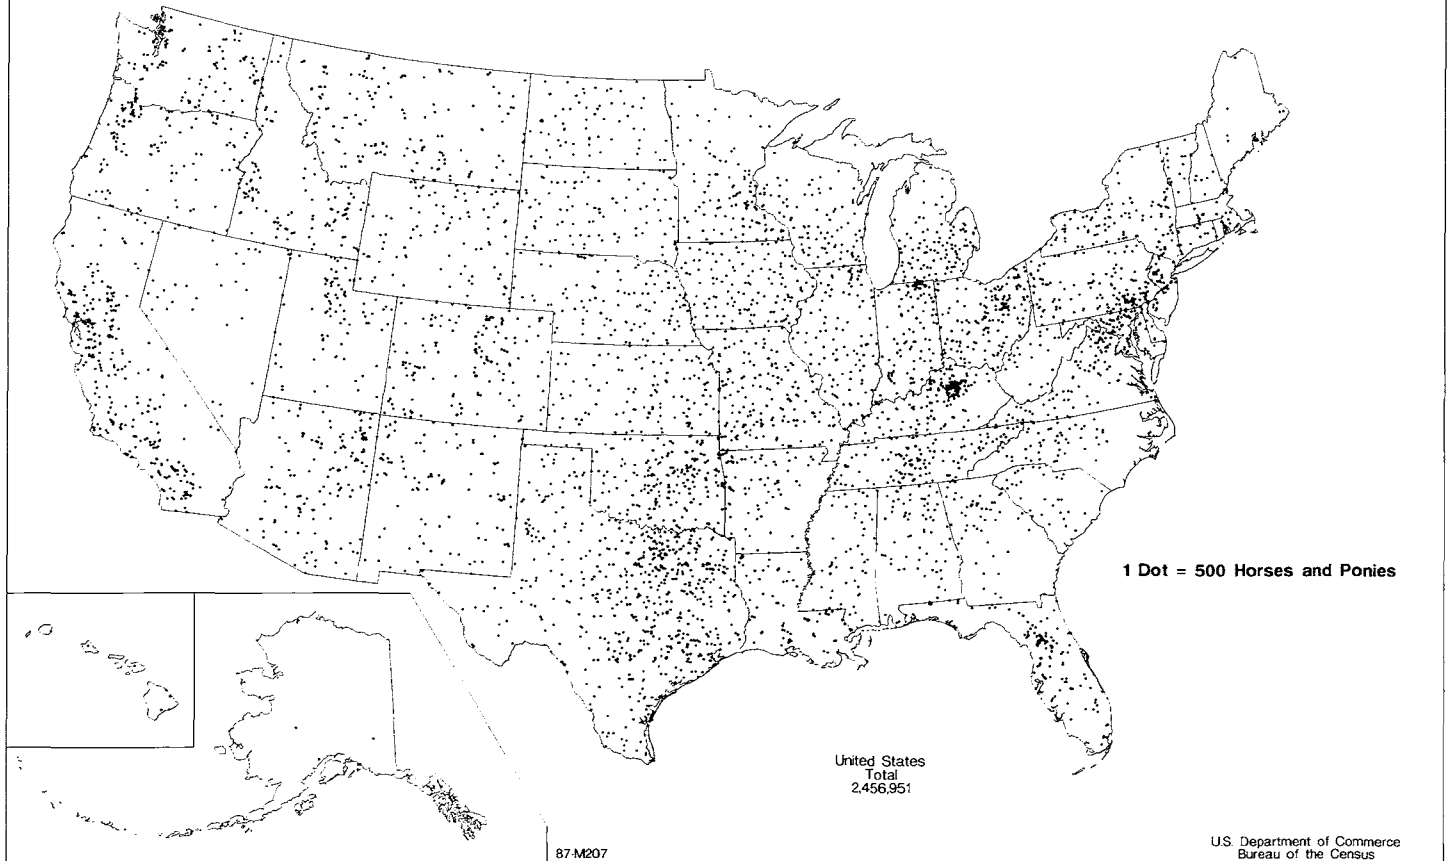 1 Dot = 500 Horses and Ponies
United States
Total
2,456,951
87-M207
U.S. Department of Commerce
Bureau of the Census